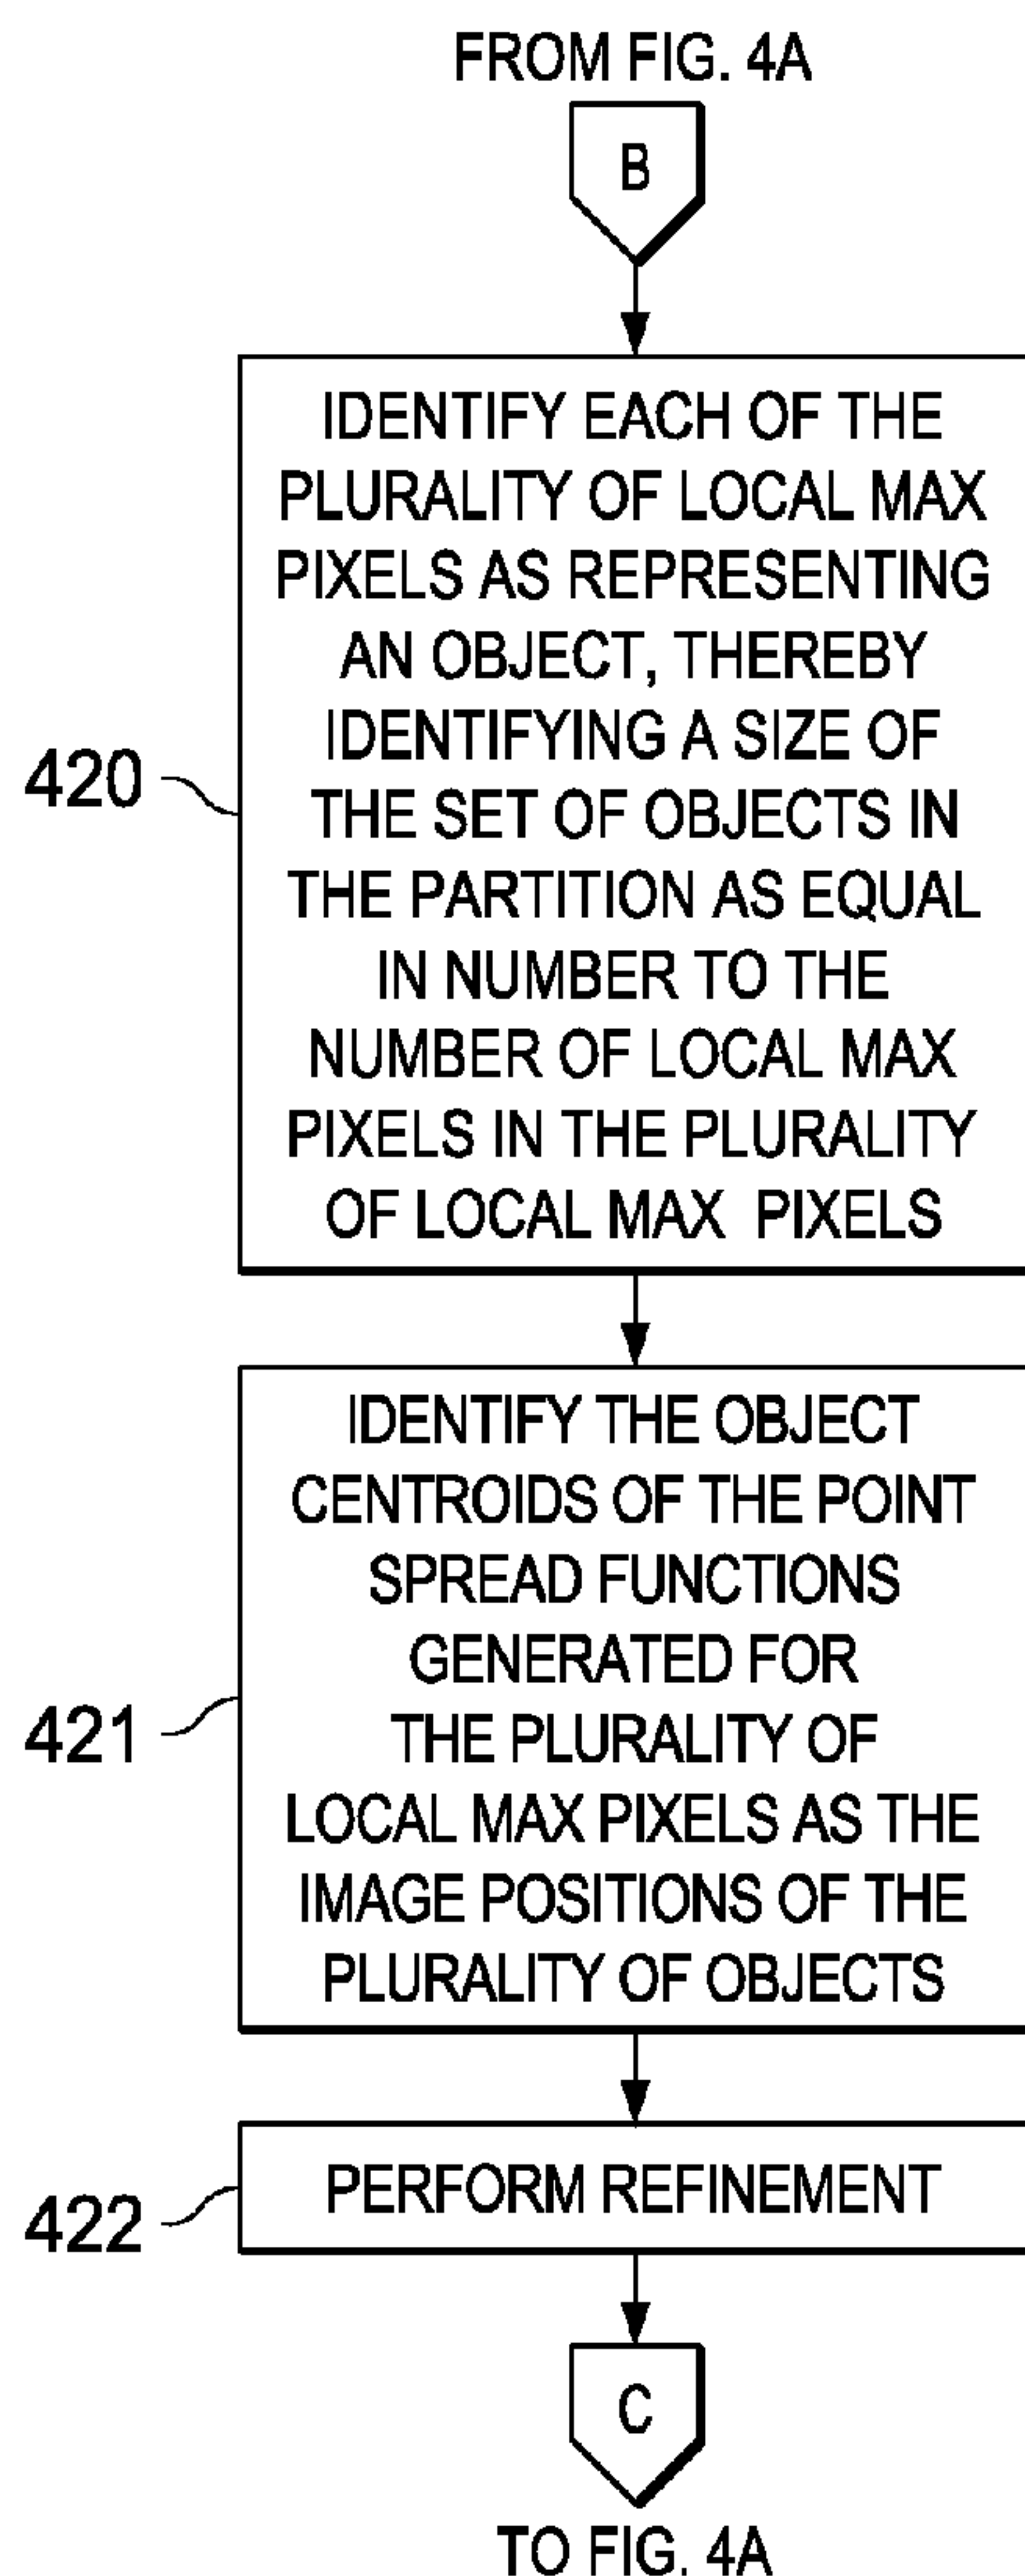 FROM FIG. 4A
B
IDENTIFY EACH OF THE
PLURALITY OF LOCAL MAX
PIXELS AS REPRESENTING
AN OBJECT, THEREBY
IDENTIFYING A SIZE OF
THE SET OF OBJECTS IN
THE PARTITION AS EQUAL
IN NUMBER TO THE
NUMBER OF LOCAL MAX
PIXELS IN THE PLURALITY
OF LOCAL MAX PIXELS
420
IDENTIFY THE OBJECT
CENTROIDS OF THE POINT
SPREAD FUNCTIONS
GENERATED FOR
THE PLURALITY OF
LOCAL MAX PIXELS AS THE
IMAGE POSITIONS OF THE
PLURALITY OF OBJECTS
421
PERFORM REFINEMENT
422
C
TO FIG. 4A